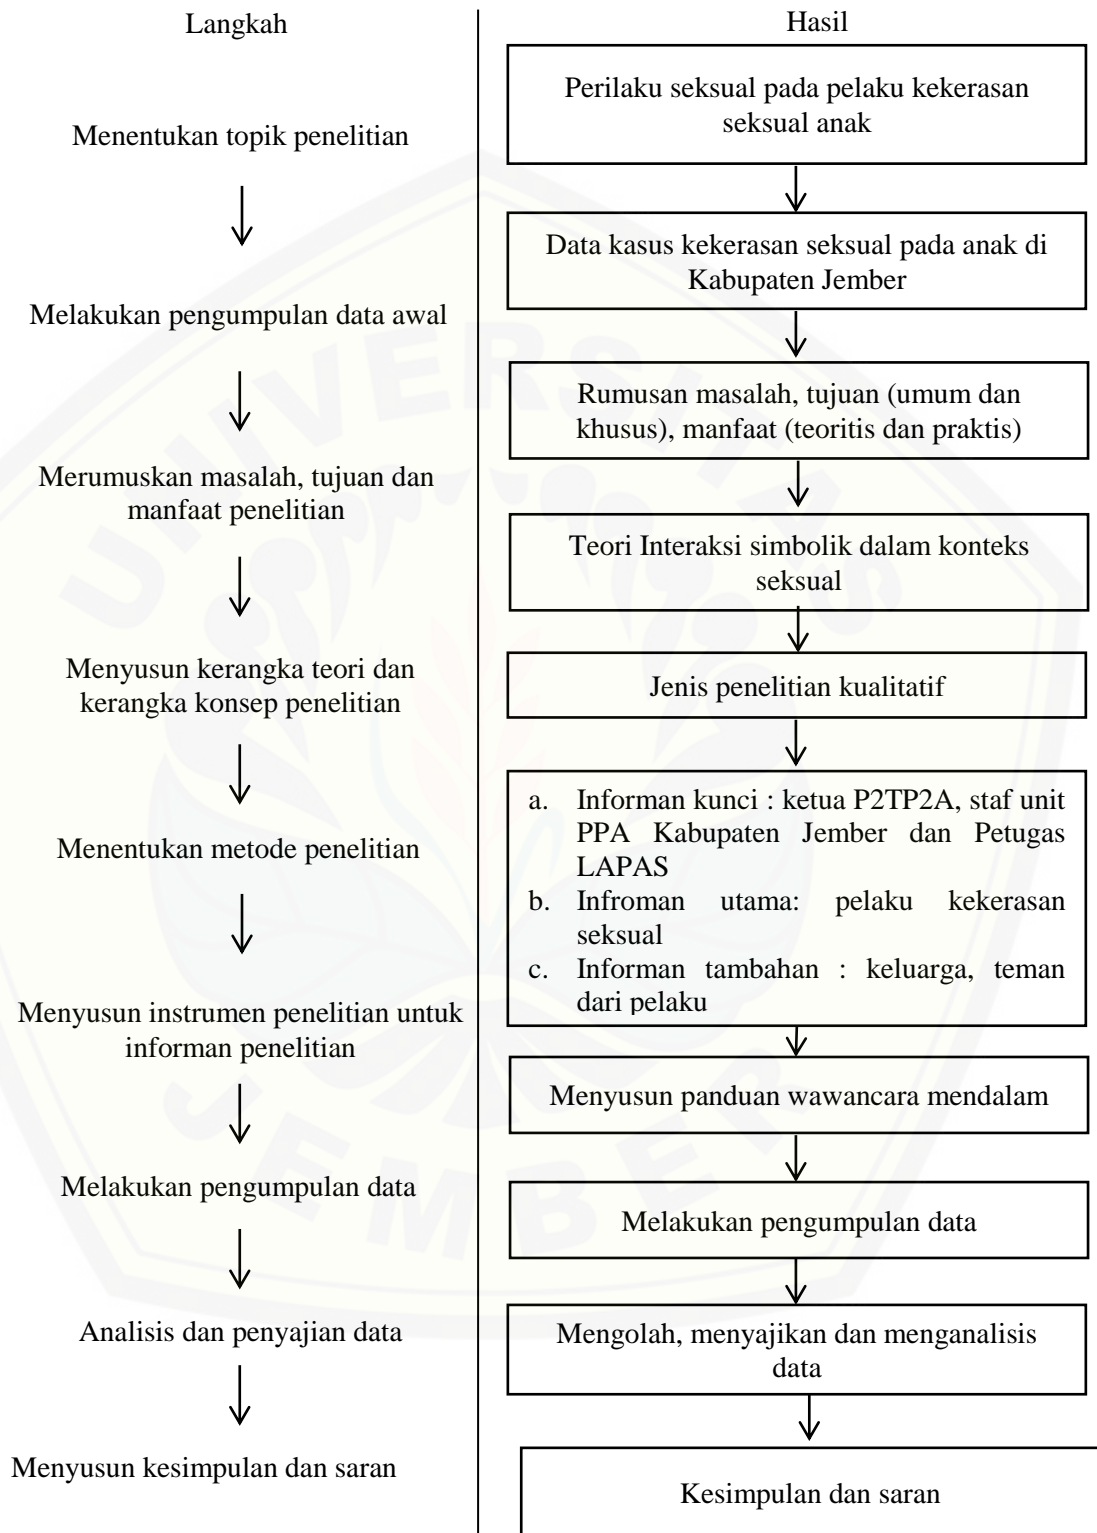 Langkah
Menentukan topik penelitian
Melakukan pengumpulan data awal
Merumuskan masalah, tujuan dan
manfaat penelitian
Menyusun kerangka teori dan
kerangka konsep penelitian
Menentukan metode penelitian
Menyusun instrumen penelitian untuk
informan penelitian
Melakukan pengumpulan data
Analisis dan penyajian data
Menyusun kesimpulan dan saran
Hasil
Perilaku seksual pada pelaku kekerasan
seksual anak
Data kasus kekerasan seksual pada anak di
Kabupaten Jember
Rumusan masalah, tujuan (umum dan
khusus), manfaat (teoritis dan praktis)
Teori Interaksi simbolik dalam konteks
seksual
Jenis penelitian kualitatif
a. Informan kunci : ketua P2TP2A, staf unit
PPA Kabupaten Jember dan Petugas
LAPAS
b. Infroman utama: pelaku kekerasan
seksual
c. Informan tambahan : keluarga, teman
dari pelaku
Menyusun panduan wawancara mendalam
Melakukan pengumpulan data
Mengolah, menyajikan dan menganalisis
data
Kesimpulan dan saran
UNIVERSITAS
JEMBER